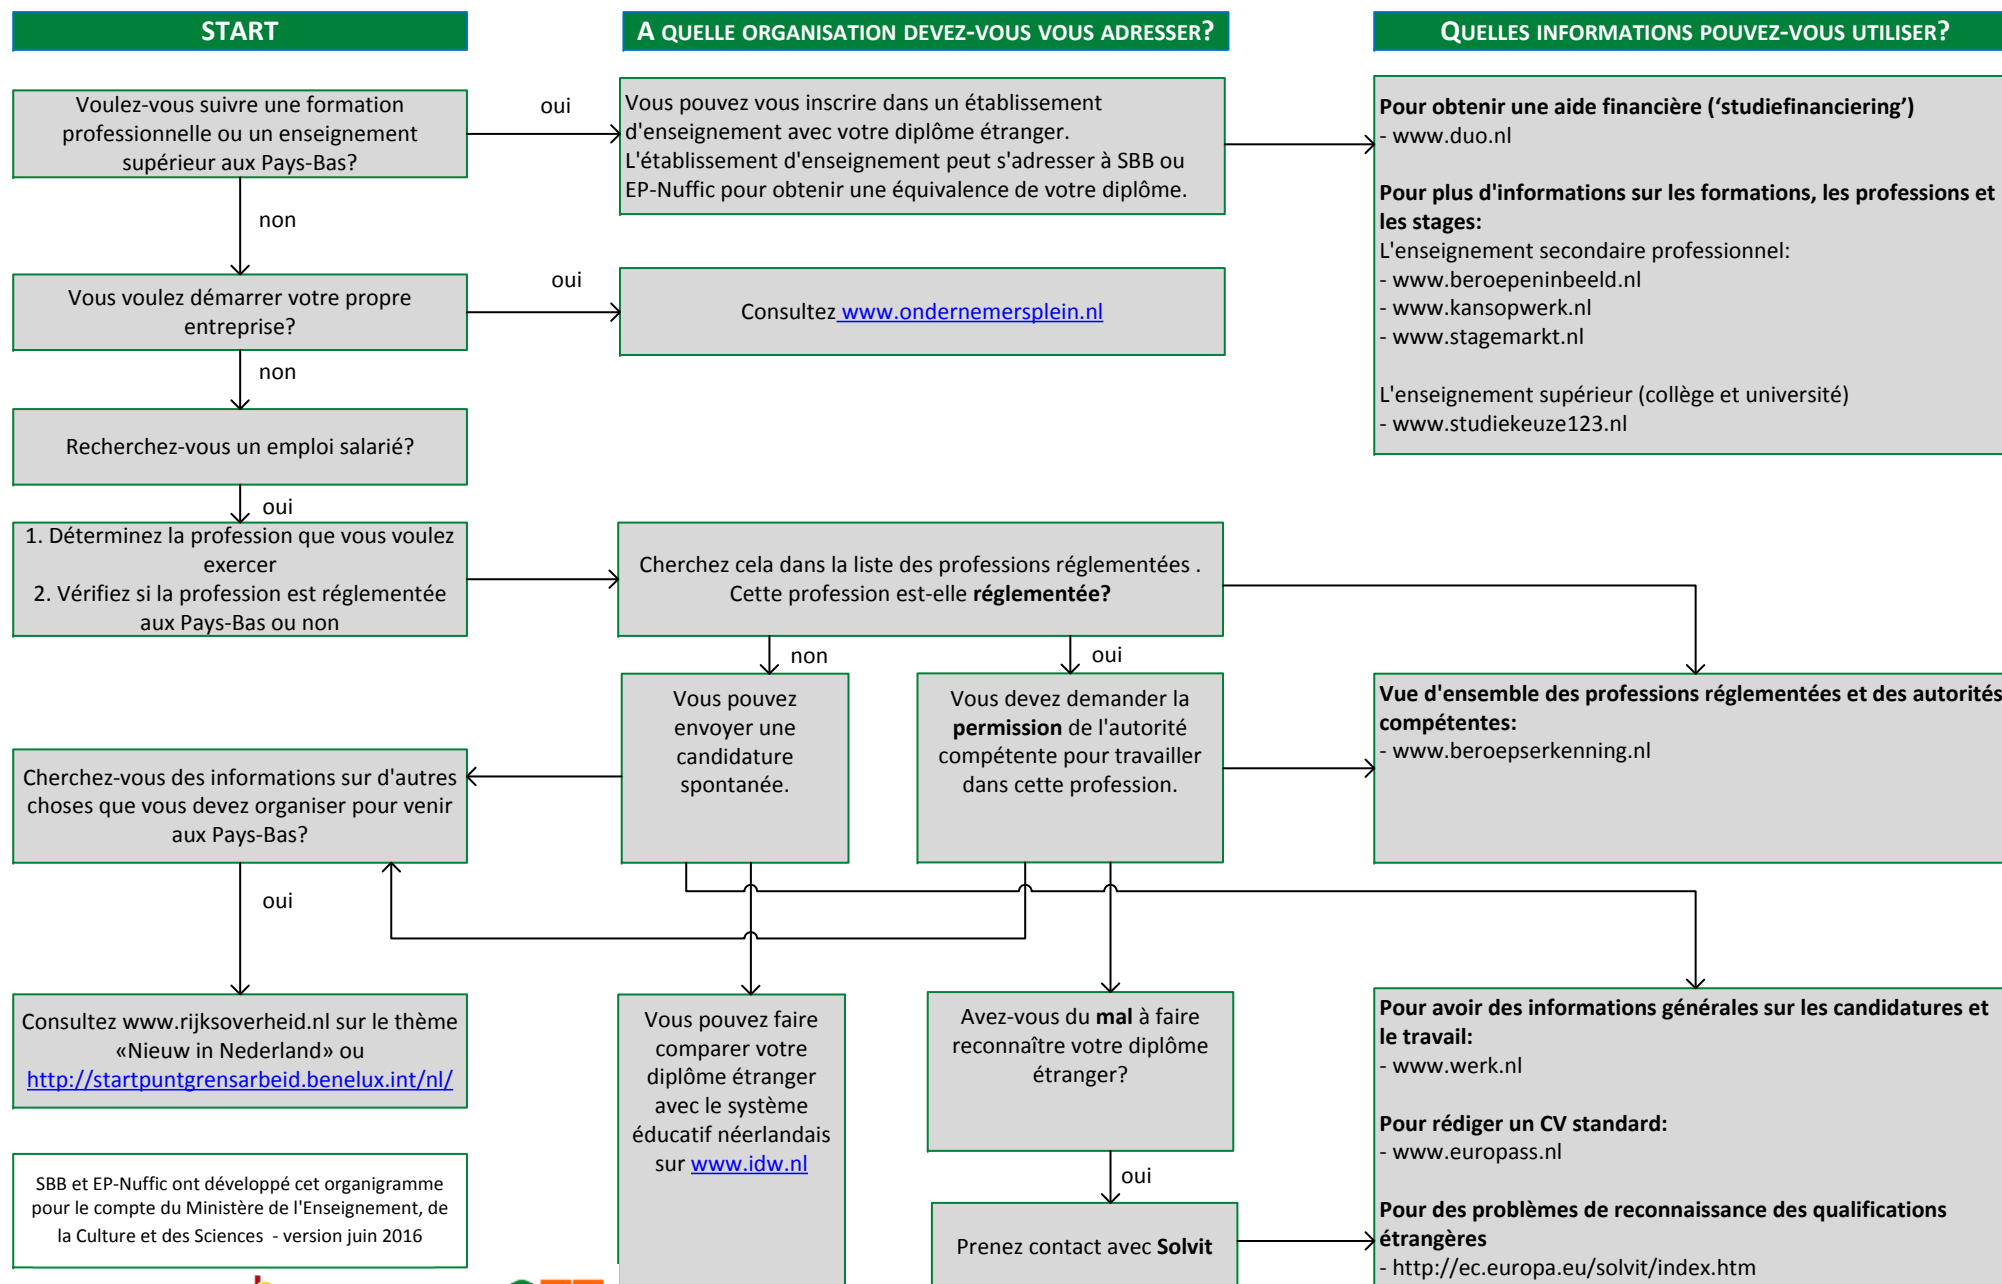 START
A QUELLE ORGANISATION DEVEZ-VOUS VOUS ADRESSER?
QUELLES INFORMATIONS POUVEZ-VOUS UTILISER?
Voulez-vous suivre une formation
professionnelle ou un enseignement
supérieur aux Pays-Bas?
oui
Vous pouvez vous inscrire dans un établissement
d'enseignement avec votre diplôme étranger.
L'établissement d'enseignement peut s'adresser à SBB ou
EP-Nuffic pour obtenir une équivalence de votre diplôme.
Pour obtenir une aide financière (‘studiefinanciering’)
- www.duo.nl
Pour plus d'informations sur les formations, les professions et
les stages:
L'enseignement secondaire professionnel:
- www.beroepeninbeeld.nl
- www.kansopwerk.nl
- www.stagemarkt.nl
L'enseignement supérieur (collège et université)
- www.studiekeuze123.nl
non
Vous voulez démarrer votre propre
entreprise?
oui
Consultez www.ondernemersplein.nl
non
Recherchez-vous un emploi salarié?
oui
1. Déterminez la profession que vous voulez
exercer
2. Vérifiez si la profession est réglementée
aux Pays-Bas ou non
Cherchez cela dans la liste des professions réglementées .
Cette profession est-elle réglementée?
non
oui
Vous pouvez
envoyer une
candidature
spontanée.
Vous devez demander la
permission de l'autorité
compétente pour travailler
dans cette profession.
Vue d'ensemble des professions réglementées et des autorités
compétentes:
- www.beroepserkenning.nl
Cherchez-vous des informations sur d'autres
choses que vous devez organiser pour venir
aux Pays-Bas?
oui
Consultez www.rijksoverheid.nl sur le thème
«Nieuw in Nederland» ou
http://startpuntgrensarbeid.benelux.int/nl/
Vous pouvez faire
comparer votre
diplôme étranger
avec le système
éducatif néerlandais
sur www.idw.nl
Avez-vous du mal à faire
reconnaître votre diplôme
étranger?
oui
Prenez contact avec Solvit
Pour avoir des informations générales sur les candidatures et
le travail:
- www.werk.nl
Pour rédiger un CV standard:
- www.europass.nl
Pour des problèmes de reconnaissance des qualifications
étrangères
- http://ec.europa.eu/solvit/index.htm
SBB et EP-Nuffic ont développé cet organigramme
pour le compte du Ministère de l'Enseignement, de
la Culture et des Sciences - version juin 2016